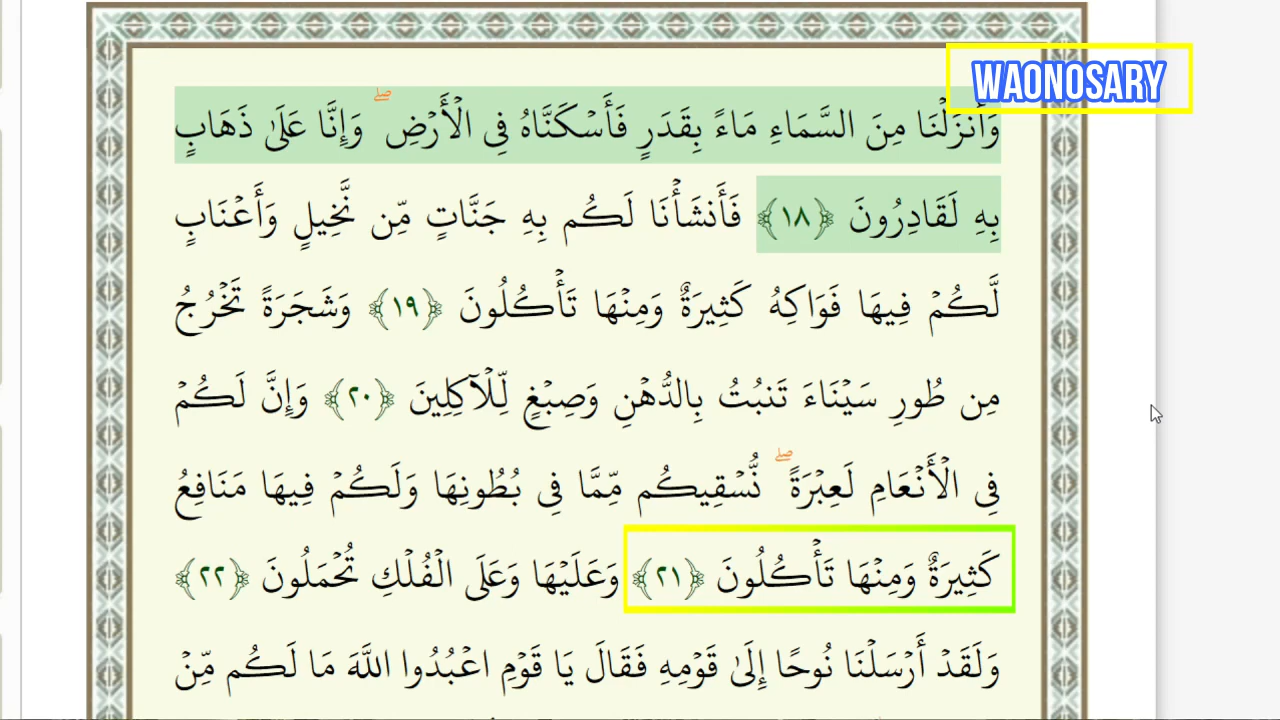 WAONOSARY
وَأَنزَلْنَا مِنَ السَّمَاءِ مَاءً بِقَدَرٍ فَأَسْكَنَّاهُ فِي الْأَرْضِ ۖ وَإِنَّا عَلَىٰ ذَهَابٍ
بِهِ لَقَادِرُونَ ﴿١٨﴾ فَأَنشَأْنَا لَكُم بِهِ جَنَّاتٍ مِّن نَّخِيلٍ وَأَعْنَابٍ
لَّكُمْ فِيهَا فَوَاكِهُ كَثِيرَةٌ وَمِنْهَا تَأْكُلُونَ ﴿١٩﴾ وَشَجَرَةً تَخْرُجُ
مِن طُورِ سَيْنَاءَ تَنبُتُ بِالدُّهْنِ وَصِبْغٍ لِّلْآكِلِينَ ﴿٢٠﴾ وَإِنَّ لَكُمْ
فِي الْأَنْعَامِ لَعِبْرَةً ۖ نُّسْقِيكُم مِّمَّا فِي بُطُونِهَا وَلَكُمْ فِيهَا مَنَافِعُ
كَثِيرَةٌ وَمِنْهَا تَأْكُلُونَ ﴿٢١﴾ وَعَلَيْهَا وَعَلَى الْفُلْكِ تُحْمَلُونَ ﴿٢٢﴾
وَلَقَدْ أَرْسَلْنَا نُوحًا إِلَىٰ قَوْمِهِ فَقَالَ يَا قَوْمِ اعْبُدُوا اللَّهَ مَا لَكُم مِّنْ